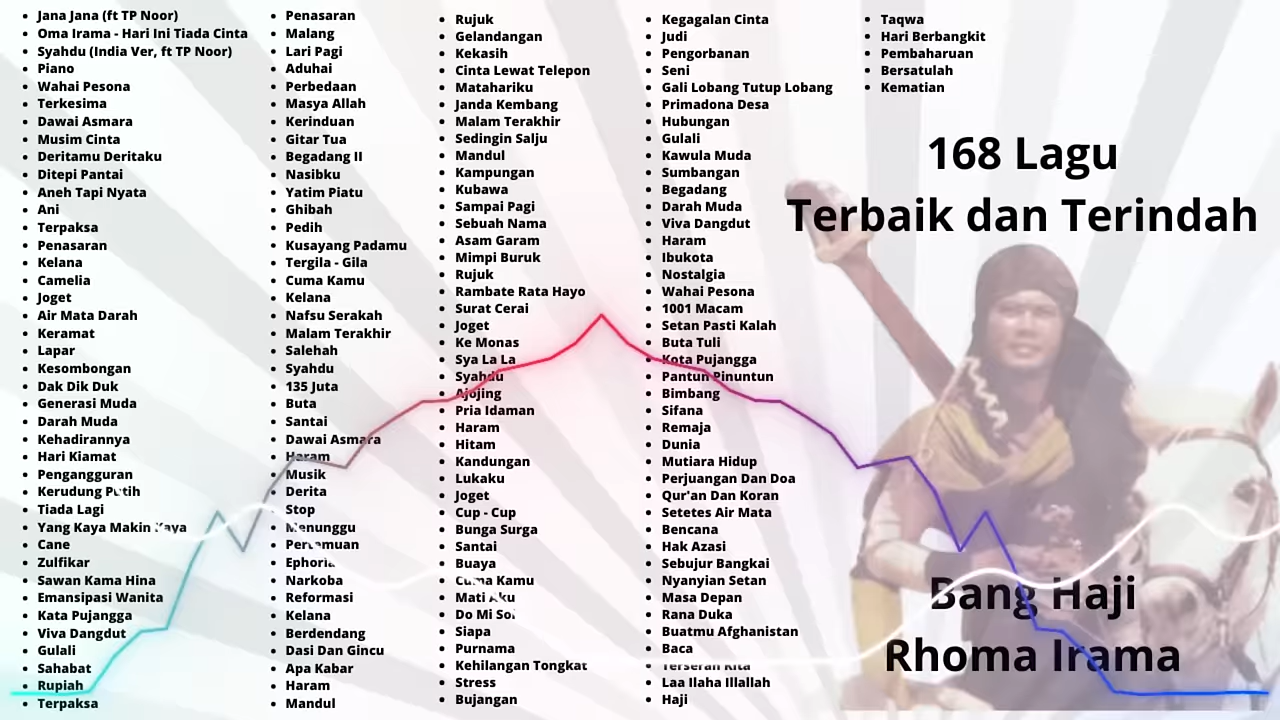 Jana Jana (ft TP Noor)
Oma Irama - Hari Ini Tiada Cinta
Syahdu (India Ver, ft TP Noor)
Piano
Wahai Pesona
Terkesima
Dawai Asmara
Musim Cinta
Deritamu Deritaku
Ditepi Pantai
Aneh Tapi Nyata
Ani
Terpaksa
Penasaran
Kelana
Camelia
Joget
Air Mata Darah
Keramat
Lapar
Kesombongan
Dak Dik Duk
Generasi Muda
Darah Muda
Kehadirannya
Hari Kiamat
Pengangguran
Kerudung Putih
Tiada Lagi
Yang Kaya Makin Kaya
Cane
Zulfikar
Sawan Kama Hina
Emansipasi Wanita
Kata Pujangga
Viva Dangdut
Gulali
Sahabat
Rupiah
Terpaksa
Penasaran
Malang
Lari Pagi
Aduhai
Perbedaan
Masya Allah
Kerinduan
Gitar Tua
Begadang II
Nasibku
Yatim Piatu
Ghibah
Pedih
Kusayang Padamu
Tergila - Gila
Cuma Kamu
Kelana
Nafsu Serakah
Malam Terakhir
Salehah
Syahdu
135 Juta
Buta
Santai
Dawai Asmara
Haram
Musik
Derita
Stop
Menunggu
Pertemuan
Ephoria
Narkoba
Reformasi
Kelana
Berdendang
Dasi Dan Gincu
Apa Kabar
Haram
Mandul
Rujuk
Gelandangan
Kekasih
Cinta Lewat Telepon
Matahariku
Janda Kembang
Malam Terakhir
Sedingin Salju
Mandul
Kampungan
Kubawa
Sampai Pagi
Sebuah Nama
Asam Garam
Mimpi Buruk
Rujuk
Rambate Rata Hayo
Surat Cerai
Joget
Ke Monas
Sya La La
Syahdu
Ajojing
Pria Idaman
Haram
Hitam
Kandungan
Lukaku
Joget
Cup - Cup
Bunga Surga
Santai
Buaya
Cuma Kamu
Mati Aku
Do Mi Sol
Siapa
Purnama
Kehilangan Tongkat
Stress
Bujangan
Kegagalan Cinta
Judi
Pengorbanan
Seni
Gali Lobang Tutup Lobang
Primadona Desa
Hubungan
Gulali
Kawula Muda
Sumbangan
Begadang
Darah Muda
Viva Dangdut
Haram
Ibukota
Nostalgia
Wahai Pesona
1001 Macam
Setan Pasti Kalah
Buta Tuli
Kota Pujangga
Pantun Pinuntun
Bimbang
Sifana
Remaja
Dunia
Mutiara Hidup
Perjuangan Dan Doa
Qur'an Dan Koran
Setetes Air Mata
Bencana
Hak Azasi
Sebujur Bangkai
Nyanyian Setan
Masa Depan
Rana Duka
Buatmu Afghanistan
Baca
Terserah Kita
Laa Ilaha Illallah
Haji
Taqwa
Hari Berbangkit
Pembaharuan
Bersatulah
Kematian
168 Lagu
Terbaik dan Terindah
Bang Haji
Rhoma Irama